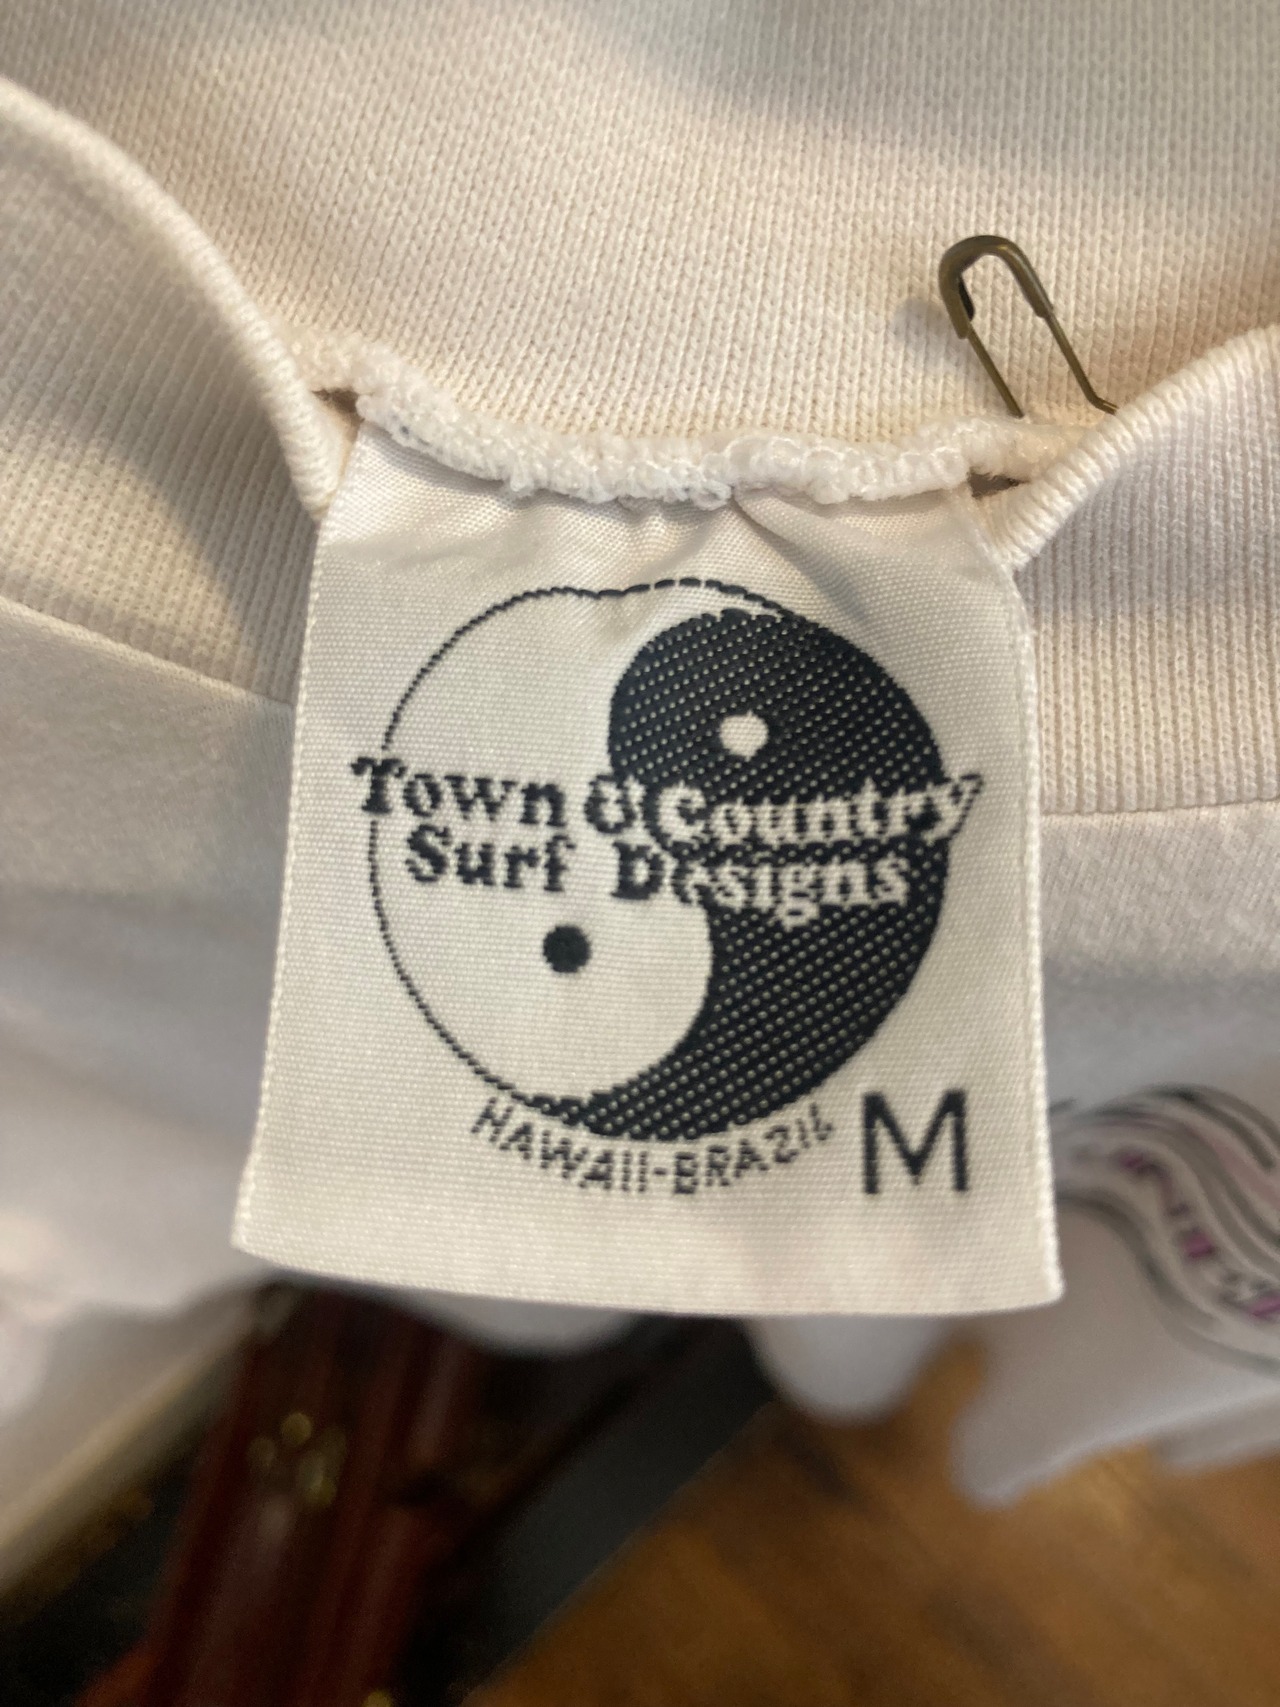 Town & Country
Surf Designs
HAWAII-BRAZIL
M